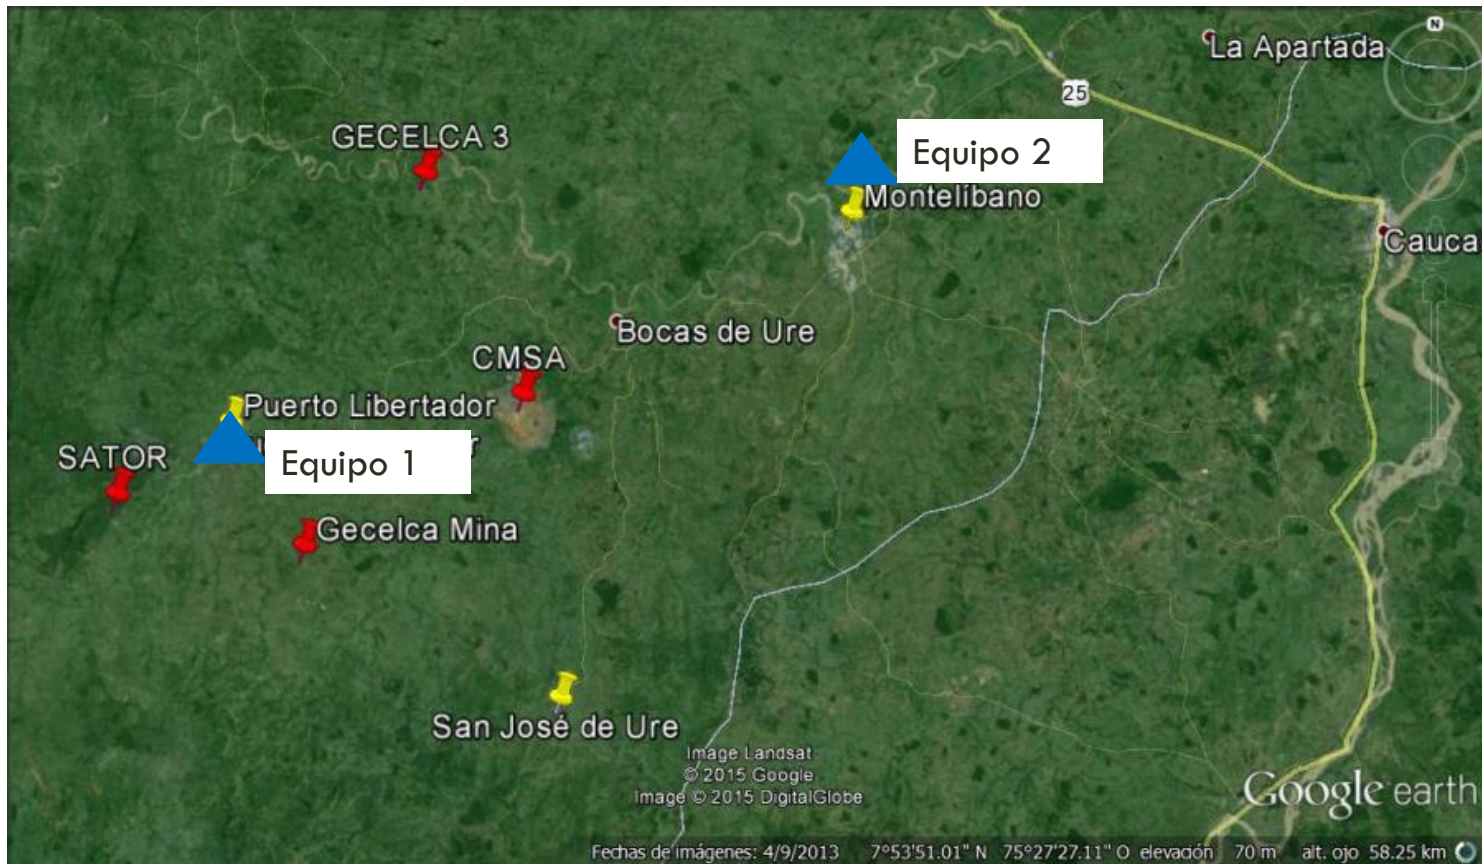 N
La Apartada
25
GECELCA 3
Equipo 2
Montelíbano
Cauca
Bocas de Ure
CMSA
Puerto Libertador
SATOR
Equipo 1
Gecelca Mina
San José de Ure
Image Landsat
© 2015 Google
Image © 2015 DigitalGlobe
Google earth
Fechas de imágenes: 4/9/2013 7°53'51.01" N 75°27'27.11" O elevación 70 m alt. ojo 58.25 km